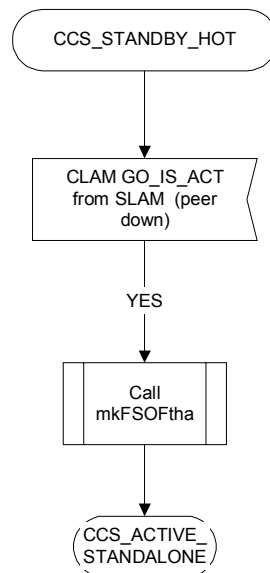 CCS_STANDBY_HOT
CLAM GO_IS_ACT
from SLAM (peer
down)
YES
Call
mkFSOFtha
CCS_ACTIVE_
STANDALONE